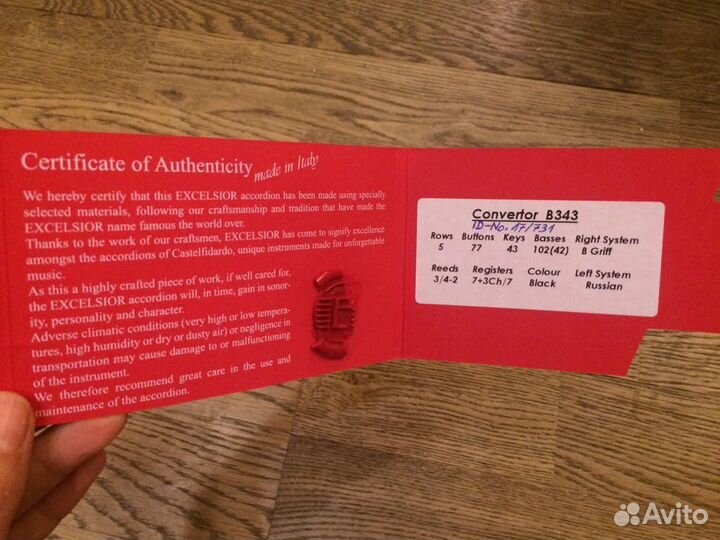 Certificate of Authenticity made in Italy
We hereby certify that this EXCELSIOR accordion has been made using specially
selected materials, following our craftsmanship and tradition that have made the
EXCELSIOR name famous the world over.
Thanks to the work of our craftsmen, EXCELSIOR has come to signify excellence
amongst the accordions of Castelfidardo, unique instruments made for unforgettable
music.
As this a highly crafted piece of work, if well cared for,
the EXCELSIOR accordion will, in time, gain in sonor-
ity, personality and character.
Adverse climatic conditions (very high or low tempera-
tures, high humidity or dry or dusty air) or negligence in
transportation may cause damage to or malfunctioning
of the instrument.
We therefore recommend great care in the use and
maintenance of the accordion.
Convertor B343
ID-No. 17/731
Rows Buttons Keys Basses Right System
5 77 43 102(42) B Griff
Reeds Registers Colour Left System
3/4-2 7+3Ch/7 Black Russian
Avito